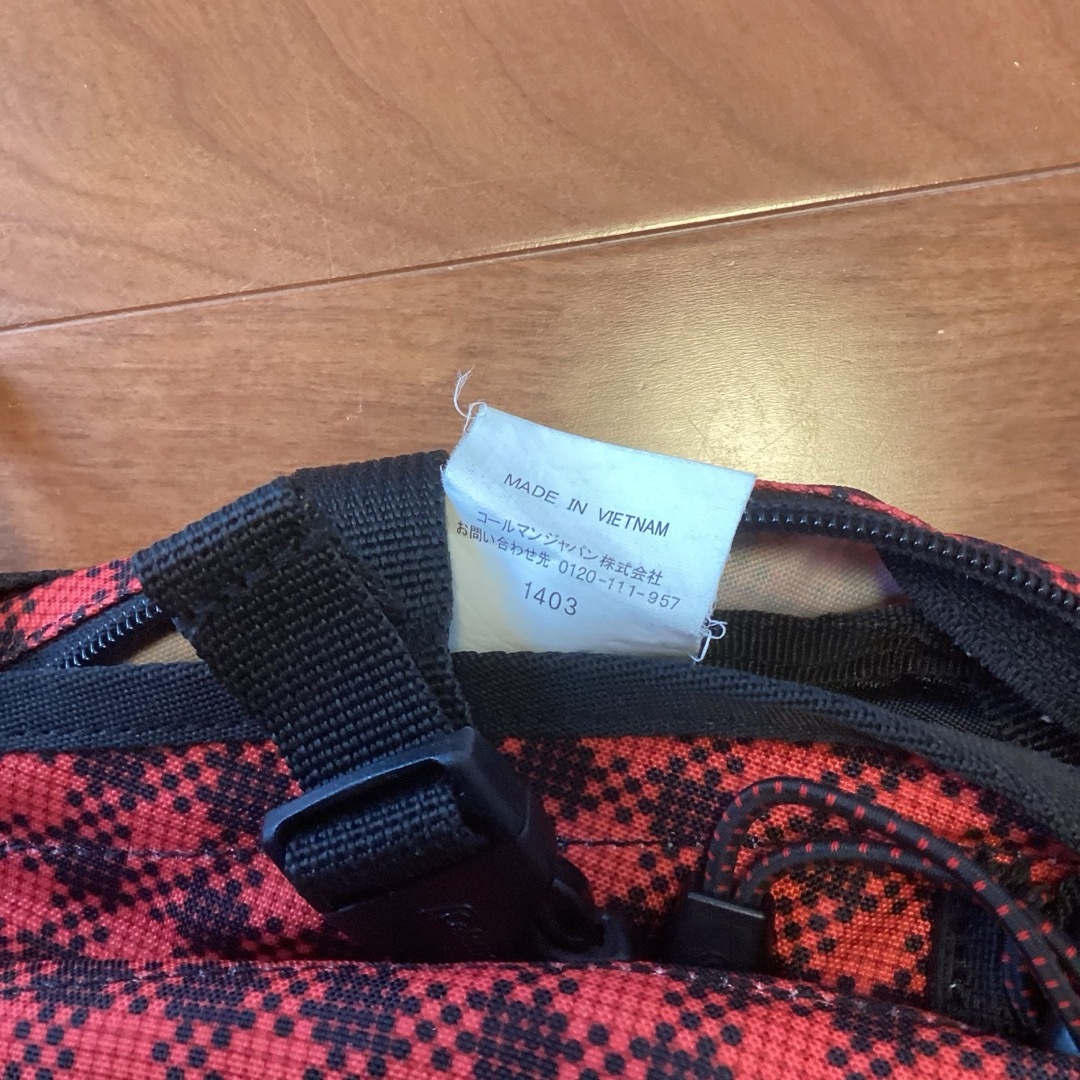 MADE IN VIETNAM
コールマンジャパン株式会社
お問い合わせ先 0120-111-957
1403